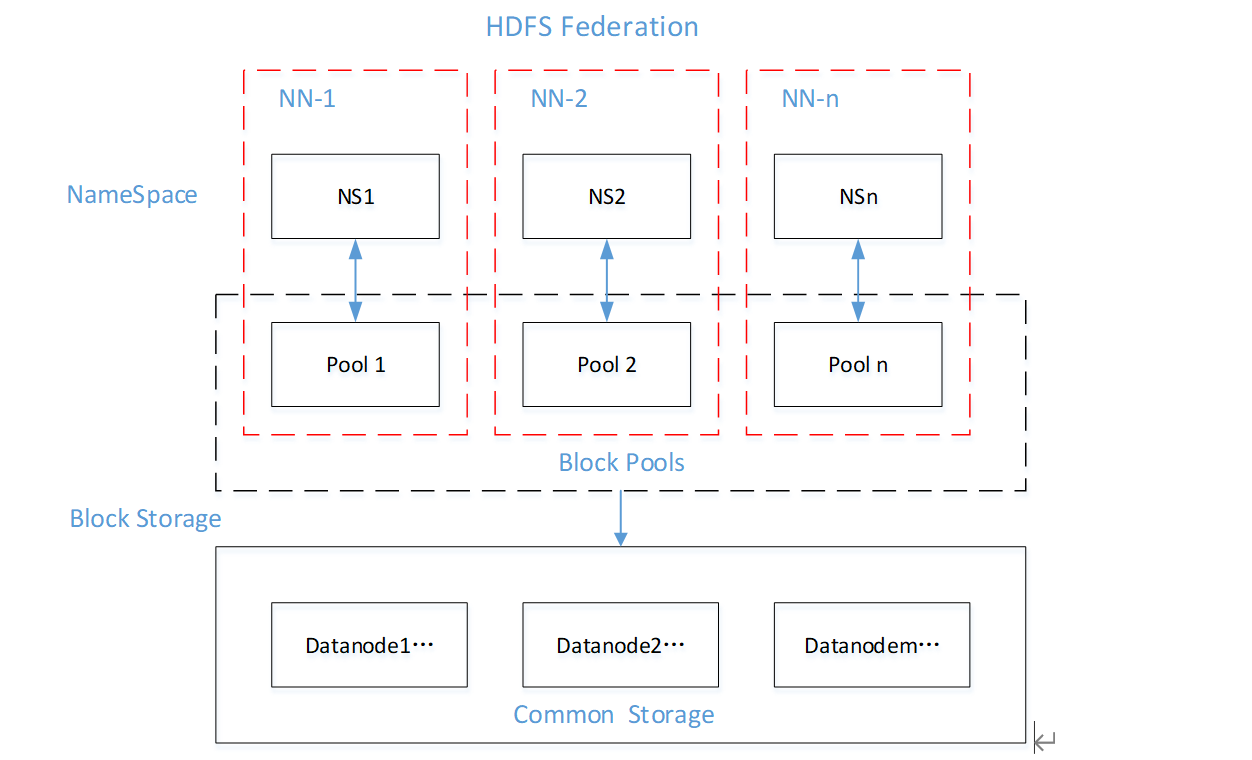 HDFS Federation
NN-1
NN-2
NN-n
NameSpace
NS1
NS2
NSn
Pool 1
Pool 2
Pool n
Block Pools
Block Storage
Datanode1⋯
Datanode2⋯
Datanodem⋯
Common Storage